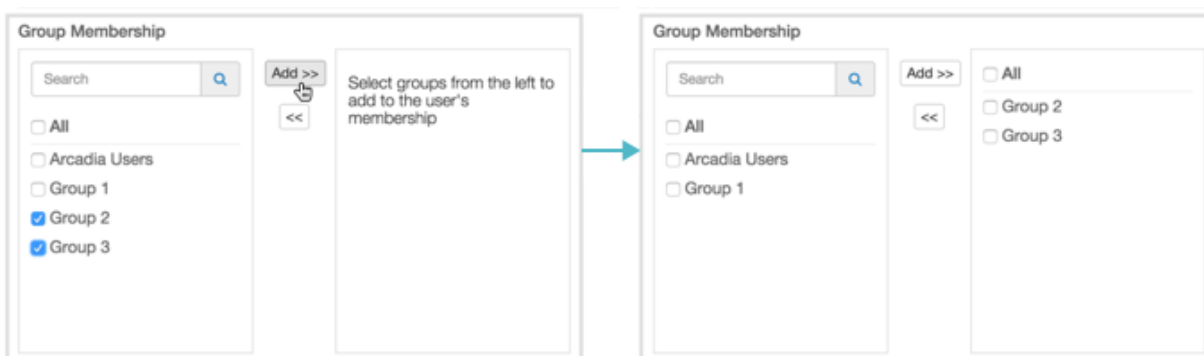 Group Membership
Search
All
Arcadia Users
Group 1
Group 2
Group 3
Add >>
<<
Select groups from the left to
add to the user's
membership
Group Membership
Search
All
Arcadia Users
Group 1
Add >>
<<
All
Group 2
Group 3